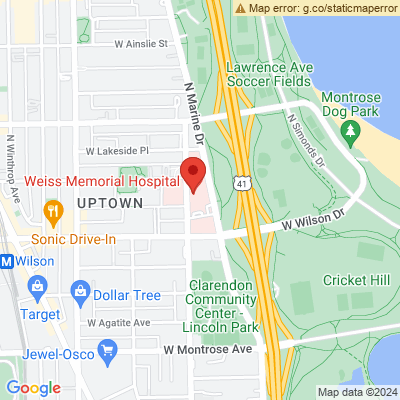 Map error: g.co/staticmaperror
W Ainslie St
N Marine Dr
Lawrence Ave
Soccer Fields
Montrose
Dog Park
N Simonds Dr
N Winthrop Ave
W Lakeside Pl
Weiss Memorial Hospital
41
UPTOWN
Sonic Drive-In
W Wilson Dr
M Wilson
Cricket Hill
Target
Dollar Tree
Clarendon
Community
Center -
Lincoln Park
W Agatite Ave
Jewel-Osco
W Montrose Ave
Google
Map data ©2024